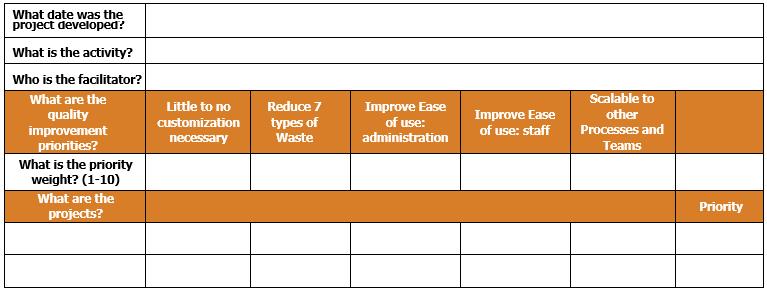 What date was the
project developed?
What is the activity?
Who is the facilitator?
What are the
quality
improvement
priorities?
Little to no
customization
necessary
Reduce 7
types of
Waste
Improve Ease
of use:
administration
Improve Ease
of use: staff
Scalable to
other
Processes and
Teams
What is the priority
weight? (1-10)
What are the
projects?
Priority